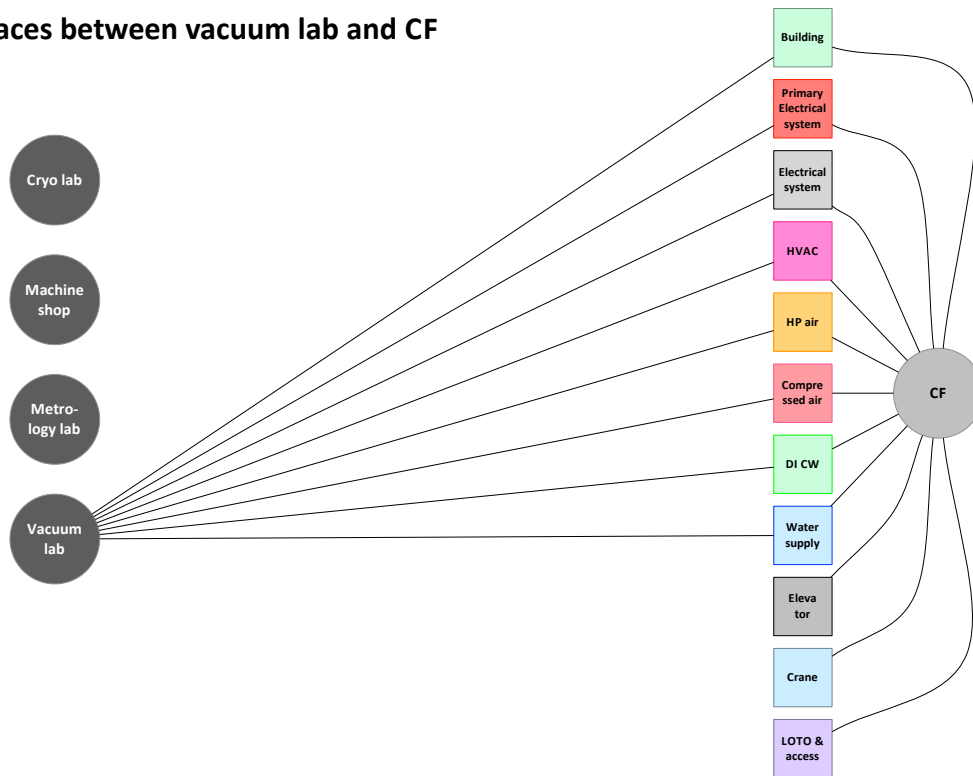 aces between vacuum lab and CF
Building
Primary
Electrical
system
Cryo lab
Electrical
system
HVAC
Machine
shop
HP air
Compre
ssed air
CF
Metro-
logy lab
DI CW
Vacuum
lab
Water
supply
Eleva
tor
Crane
LOTO &
access